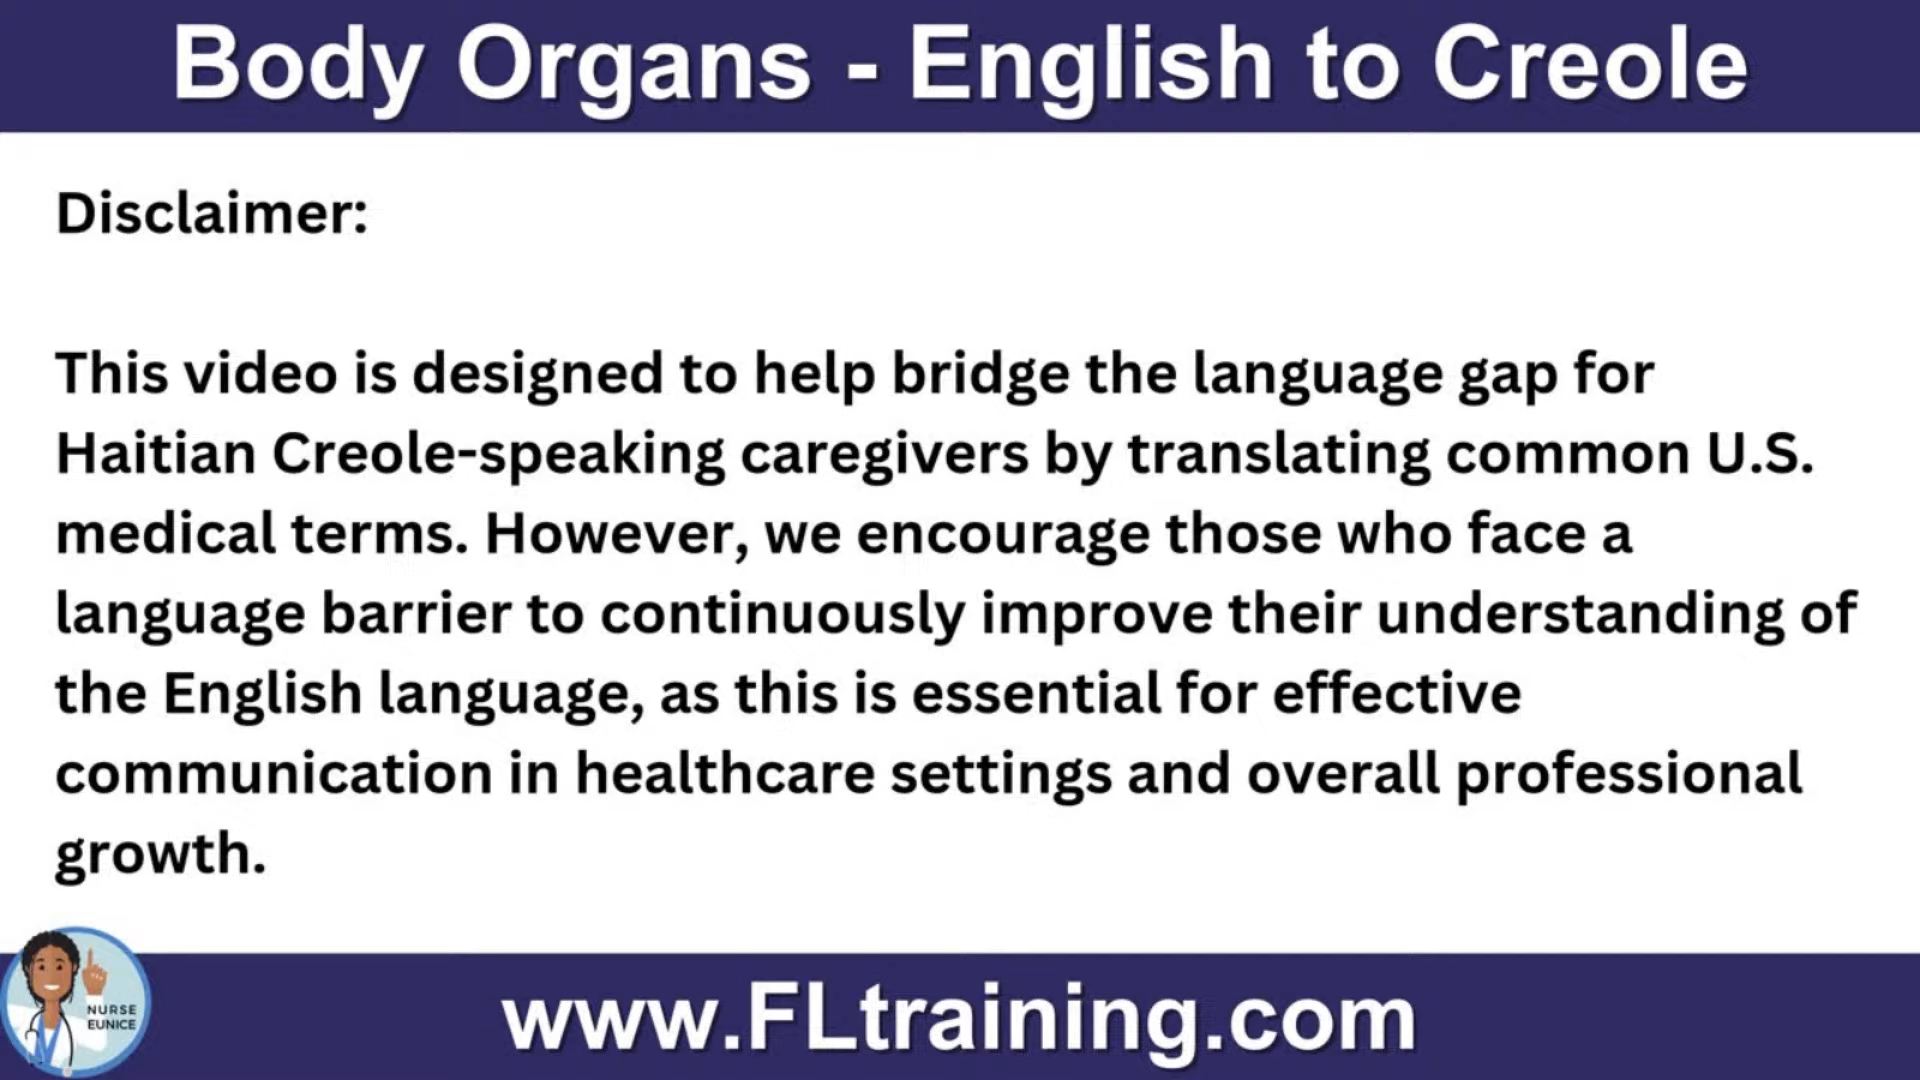 Body Organs - English to Creole
Disclaimer:
This video is designed to help bridge the language gap for
Haitian Creole-speaking caregivers by translating common U.S.
medical terms. However, we encourage those who face a
language barrier to continuously improve their understanding of
the English language, as this is essential for effective
communication in healthcare settings and overall professional
growth.
NURSE
EUNICE
www.FLtraining.com